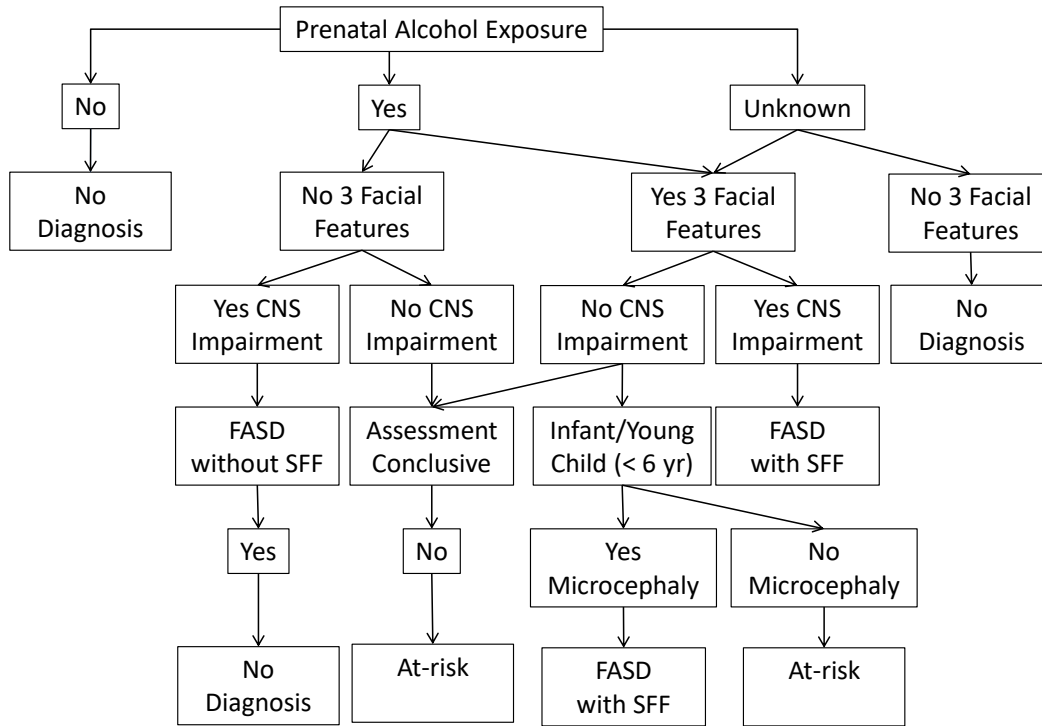 Prenatal Alcohol Exposure
No
Yes
Unknown
No
Diagnosis
No 3 Facial
Features
Yes 3 Facial
Features
No 3 Facial
Features
Yes CNS
Impairment
No CNS
Impairment
No CNS
Impairment
Yes CNS
Impairment
No
Diagnosis
FASD
without SFF
Assessment
Conclusive
Infant/Young
Child (< 6 yr)
FASD
with SFF
Yes
No
Yes
Microcephaly
No
Microcephaly
No
Diagnosis
At-risk
FASD
with SFF
At-risk